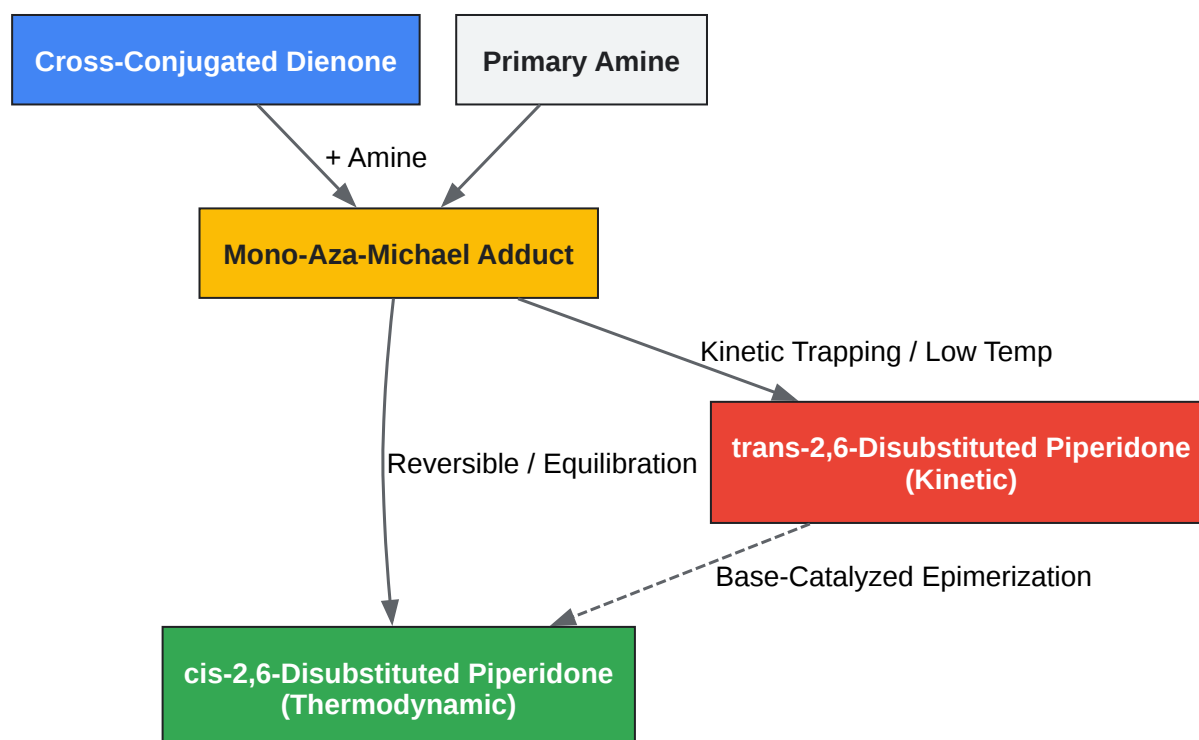 Cross-Conjugated Dienone
Primary Amine
+ Amine
Mono-Aza-Michael Adduct
Kinetic Trapping / Low Temp
trans-2,6-Disubstituted Piperidone
(Kinetic)
Reversible / Equilibration
Base-Catalyzed Epimerization
cis-2,6-Disubstituted Piperidone
(Thermodynamic)